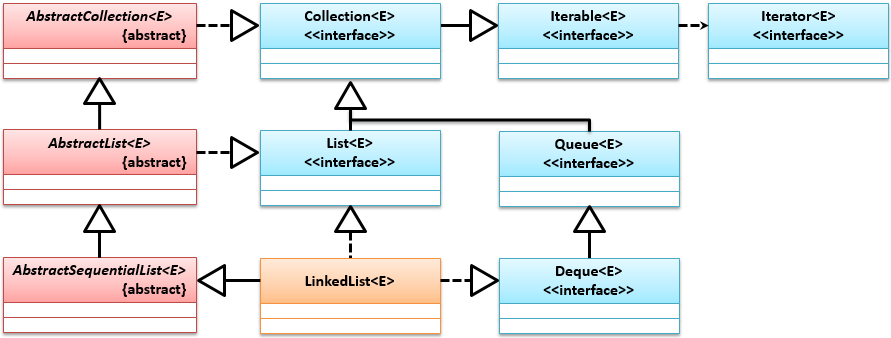 AbstractCollection<E>
{abstract}
Collection<E>
<<interface>>
Iterable<E>
<<interface>>
Iterator<E>
<<interface>>
AbstractList<E>
{abstract}
List<E>
<<interface>>
Queue<E>
<<interface>>
AbstractSequentialList<E>
{abstract}
LinkedList<E>
Deque<E>
<<interface>>